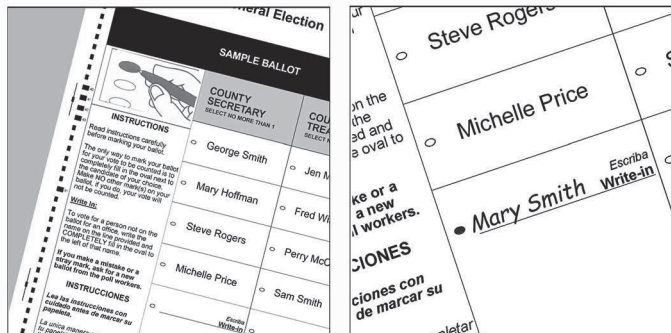 General Election
SAMPLE BALLOT
INSTRUCTIONS
Read instructions carefully
before marking your ballot.
The only way to mark your ballot
for your vote to be counted is to
completely fill in the oval next to
the candidate of your choice.
Make NO other mark(s) on your
ballot, if you do, your vote will
not be counted.
Write In:
To vote for a person not on the
ballot for an office, write the
name on the line provided and
COMPLETELY fill in the oval to
the left of that name.
If you make a mistake or a
stray mark, ask for a new
ballot from the poll workers.
INSTRUCCIONES
Lea las instrucciones con
cuidado antes de marcar su
papeleta.
La unica manera
COUNTY
SECRETARY
SELECT NO MORE THAN 1
George Smith
Mary Hoffman
Steve Rogers
Michelle Price
Escriba
Write-in
COU
TREA
SELECT
Jen M
Fred Wi
Perry McC
Sam Smith
on the
the
ed and
e oval to
ke or a
a new
ll workers.
CIONES
ciones con
de marcar su
pletar
Steve Rogers
Michelle Price
Escriba
Mary Smith Write-in